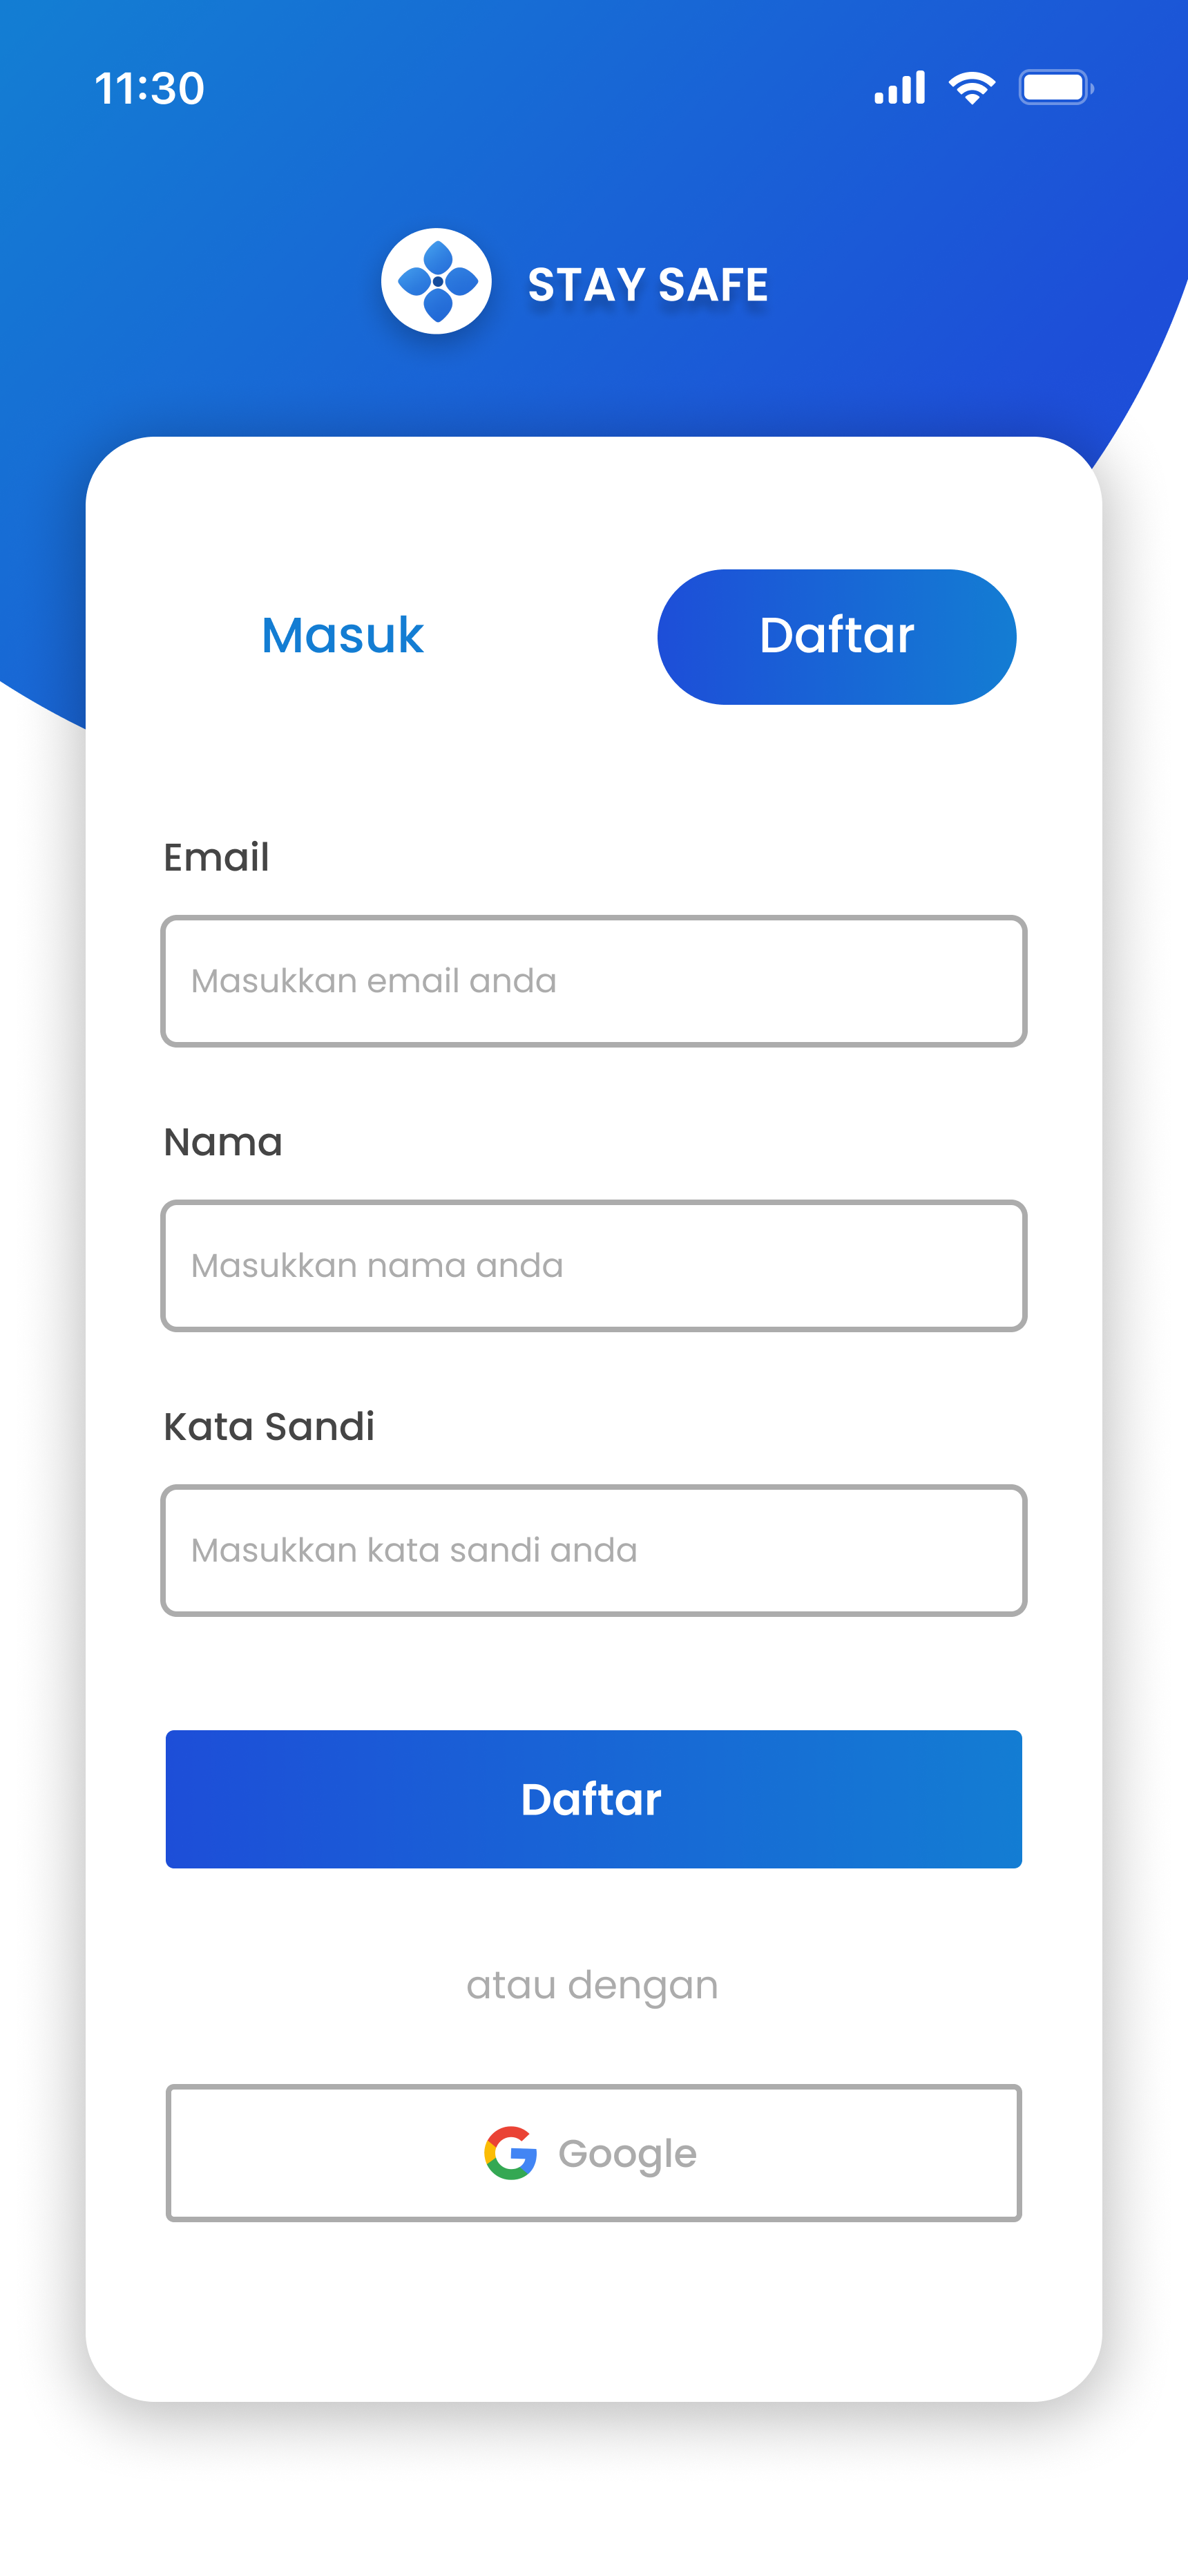 11:30
STAY SAFE
Masuk
Daftar
Email
Masukkan email anda
Nama
Masukkan nama anda
Kata Sandi
Masukkan kata sandi anda
Daftar
atau dengan
Google